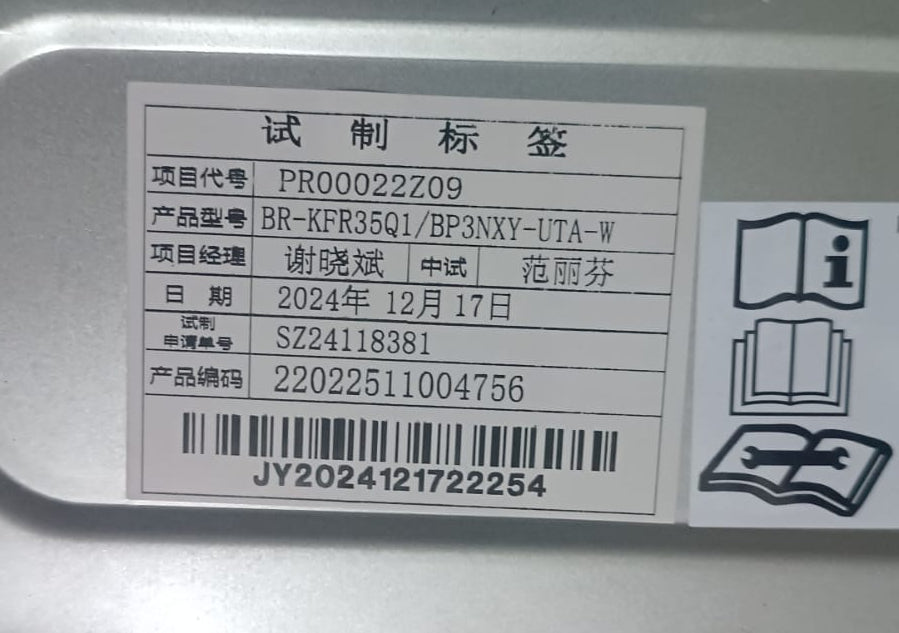 试制标签
项目代号 PR00022Z09
产品型号 BR-KFR35Q1/BP3NXY-UTA-W
项目经理 谢晓斌 中试 范丽芬
日期 2024年 12月 17日
试制
申请单号 SZ24118381
产品编码 22022511004756
JY2024121722254